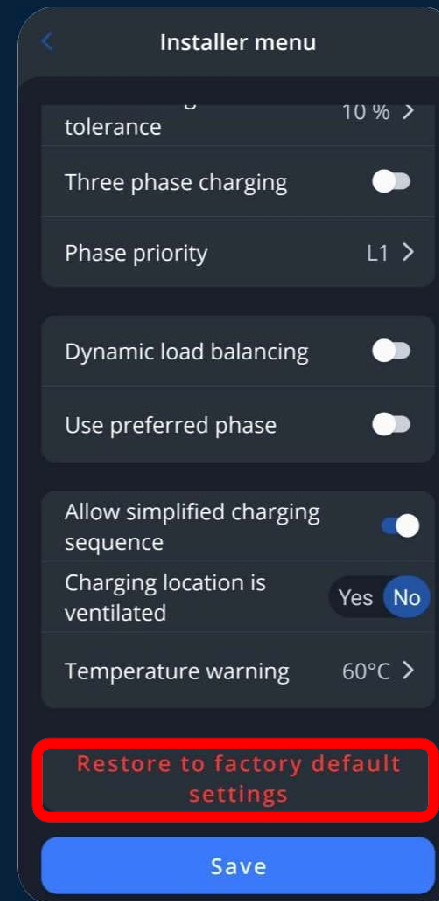 Installer menu
10 % >
tolerance
Three phase charging
Phase priority L1 >
Dynamic load balancing
Use preferred phase
Allow simplified charging
sequence
Charging location is
ventilated
Yes No
Temperature warning 60°C >
Restore to factory default
settings
Save